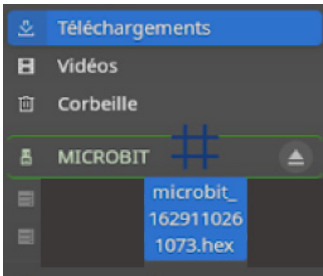 Téléchargements
Vidéos
Corbeille
MICROBIT
microbit_
162911026
1073.hex